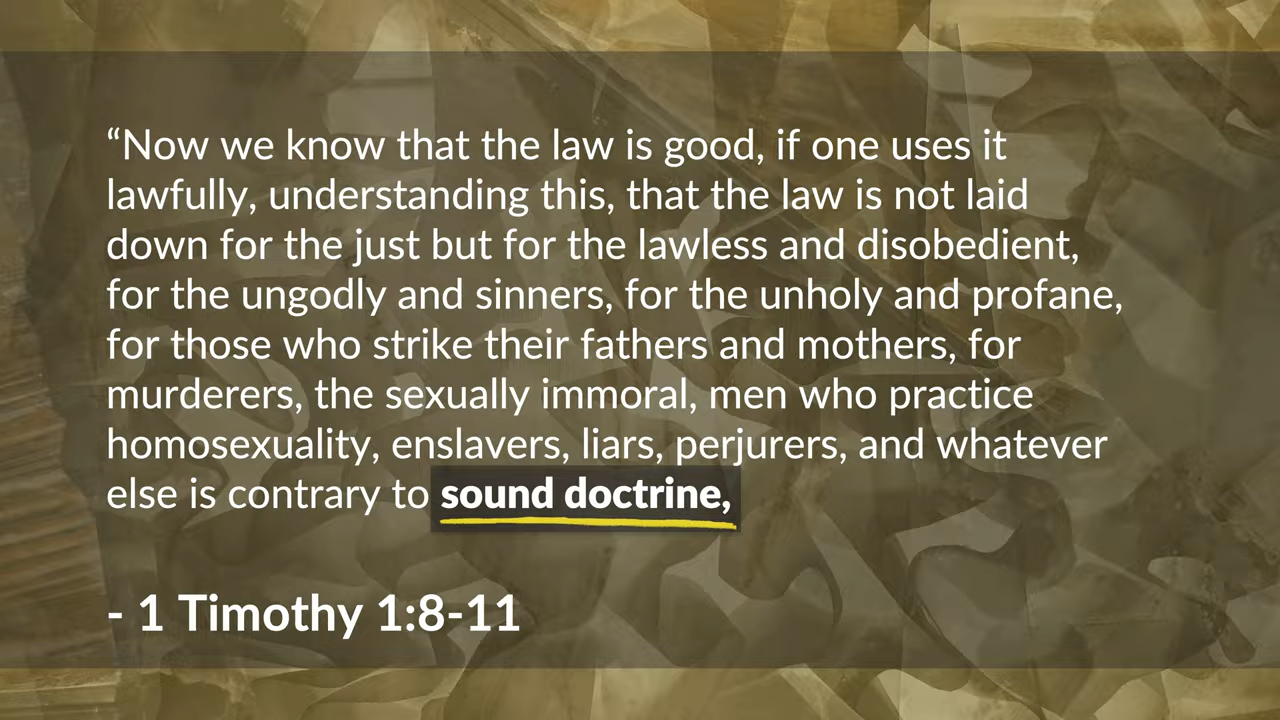 “Now we know that the law is good, if one uses it
lawfully, understanding this, that the law is not laid
down for the just but for the lawless and disobedient,
for the ungodly and sinners, for the unholy and profane,
for those who strike their fathers and mothers, for
murderers, the sexually immoral, men who practice
homosexuality, enslavers, liars, perjurers, and whatever
else is contrary to sound doctrine,
- 1 Timothy 1:8-11